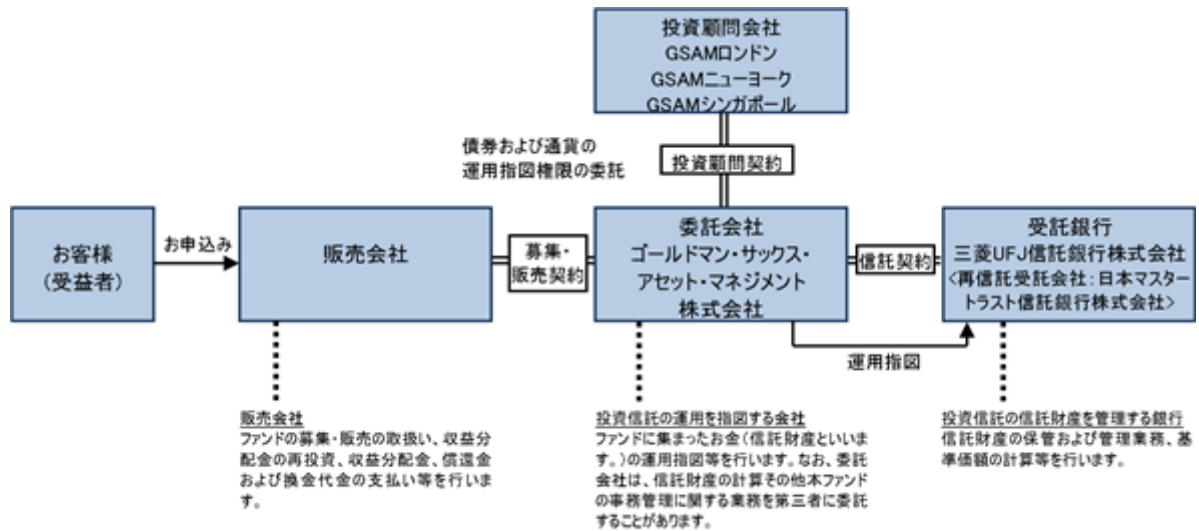 投資顧問会社
GSAMロンドン
GSAMニューヨーク
GSAMシンガポール
債券および通貨の
運用指図権限の委託
投資顧問契約
お客様
(受益者)
お申込み
販売会社
募集・
販売契約
委託会社
ゴールドマン・サックス・
アセット・マネジメント
株式会社
信託契約
受託銀行
三菱UFJ信託銀行株式会社
<再信託受託会社:日本マスター
トラスト信託銀行株式会社>
運用指図
販売会社
ファンドの募集・販売の取扱い、収益分
配金の再投資、収益分配金、償還金
および換金代金の支払い等を行いま
す。
投資信託の運用を指図する会社
ファンドに集まったお金(信託財産といいま
す。)の運用指図等を行います。なお、委託
会社は、信託財産の計算その他本ファンド
の事務管理に関する業務を第三者に委託
することがあります。
投資信託の信託財産を管理する銀行
信託財産の保管および管理業務、基
準価額の計算等を行います。